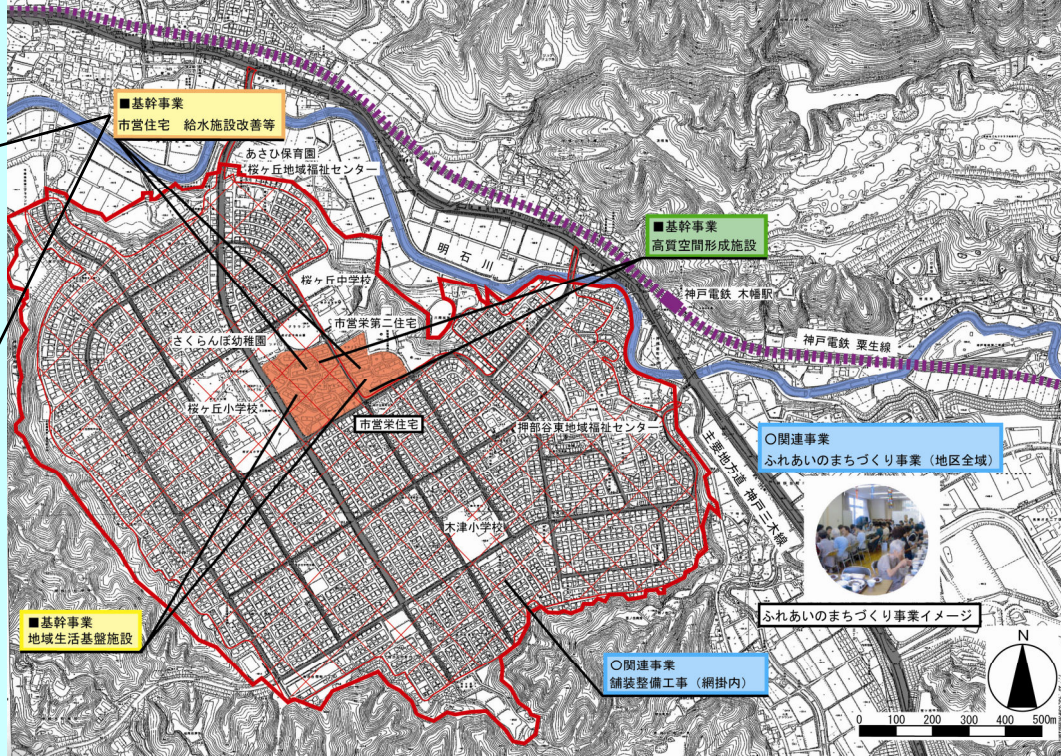 ■基幹事業
市営住宅　給水施設改善等
あさひ保育園
桜ヶ丘地域福祉センター
■基幹事業
高質空間形成施設
明石川
桜ヶ丘中学校
神戸電鉄 木幡駅
市営栄第二住宅
さくらんぼ幼稚園
神戸電鉄 粟生線
桜ヶ丘小学校
市営栄住宅
押部谷東地域福祉センター
主要地方道 神戸三木線
○関連事業
ふれあいのまちづくり事業（地区全域）
木津小学校
ふれあいのまちづくり事業イメージ
■基幹事業
地域生活基盤施設
○関連事業
舗装整備工事（網掛内）
N
0 100 200 300 400 500m